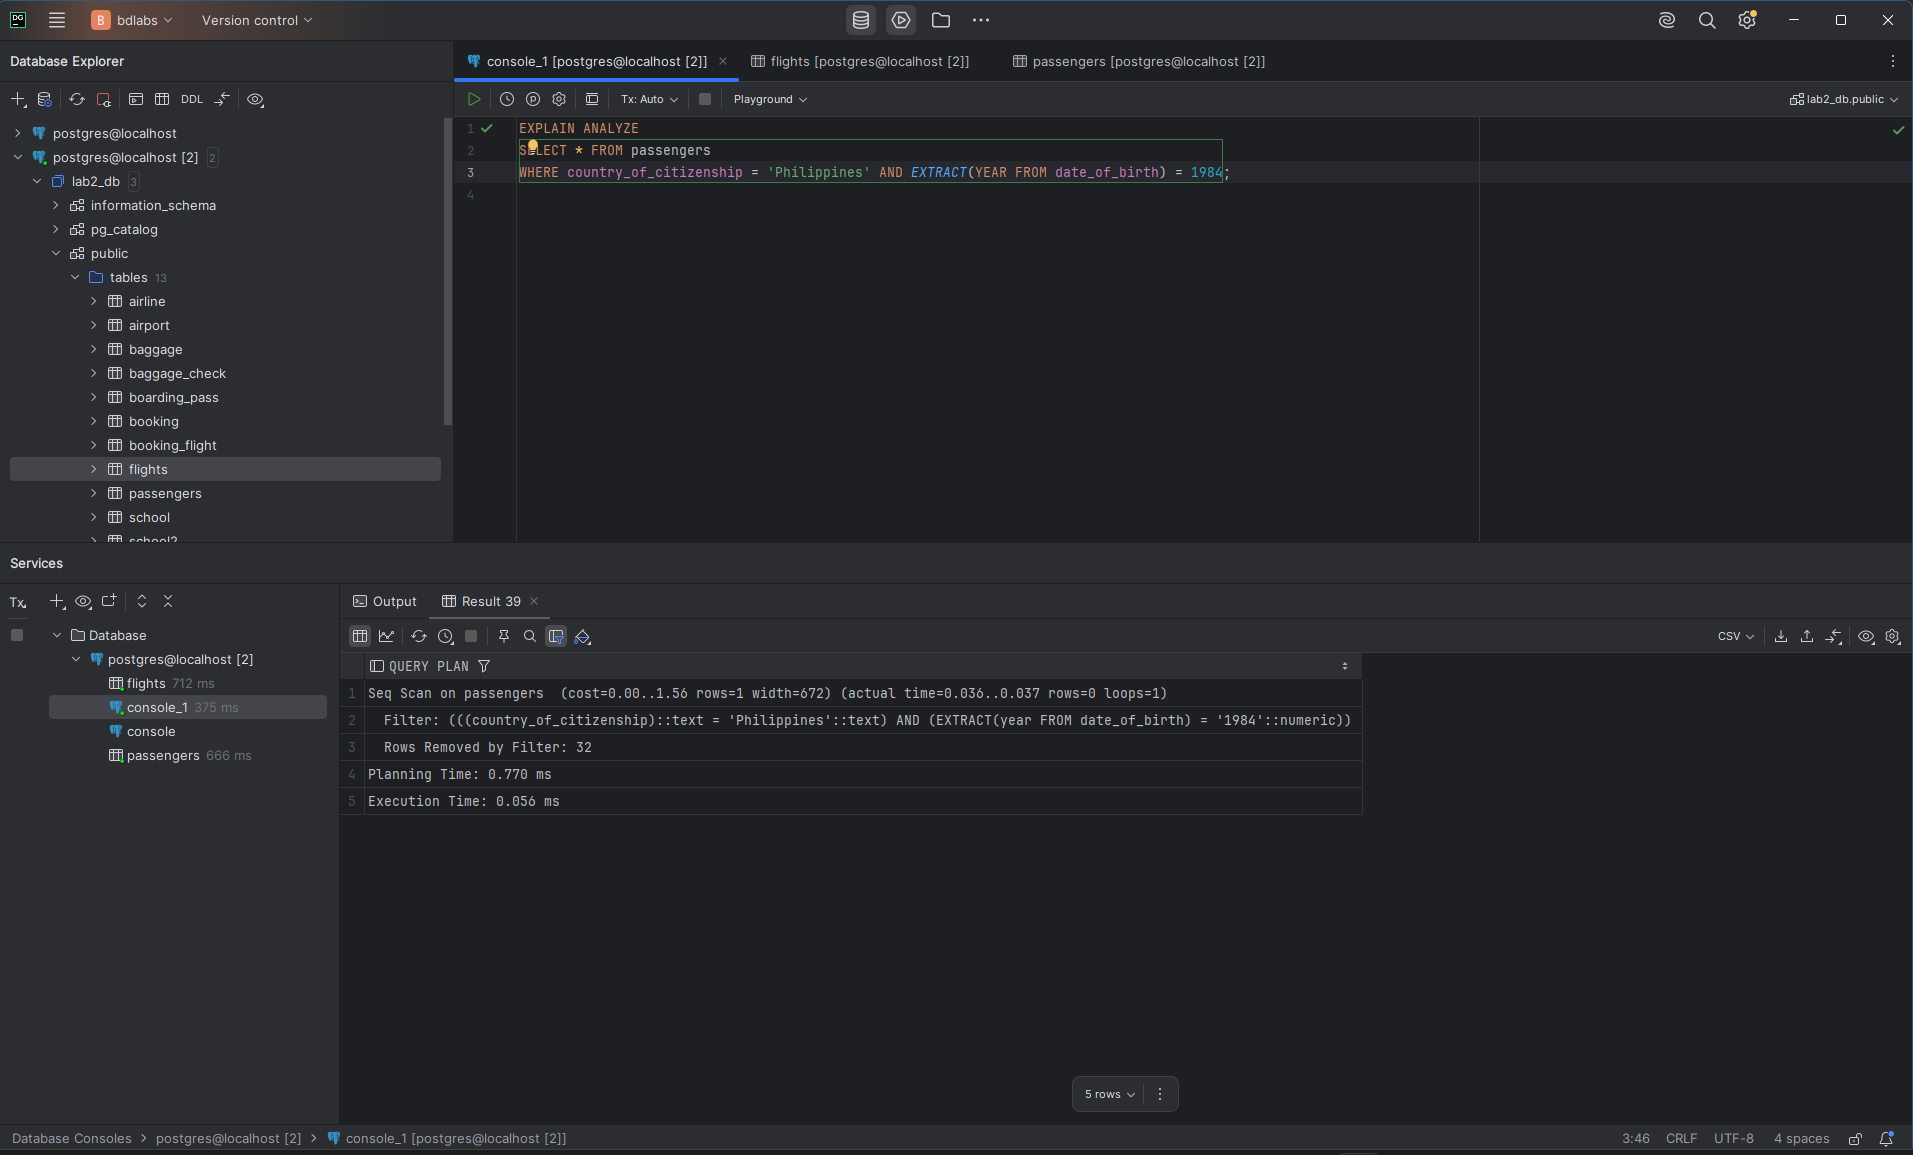 DG
B bdlabs
Version control
Database Explorer
console_1 [postgres@localhost [2]]
flights [postgres@localhost [2]]
passengers [postgres@localhost [2]]
DDL
Tx: Auto
Playground
lab2_db.public
postgres@localhost
postgres@localhost [2] 2
lab2_db 3
information_schema
pg_catalog
public
tables 13
airline
airport
baggage
baggage_check
boarding_pass
booking
booking_flight
flights
passengers
school
school2
1 EXPLAIN ANALYZE
2 SELECT * FROM passengers
3 WHERE country_of_citizenship = 'Philippines' AND EXTRACT(YEAR FROM date_of_birth) = 1984;
4
Services
Tx
Database
postgres@localhost [2]
flights 712 ms
console_1 375 ms
console
passengers 666 ms
Output
Result 39
CSV
QUERY PLAN
1 Seq Scan on passengers  (cost=0.00..1.56 rows=1 width=672) (actual time=0.036..0.037 rows=0 loops=1)
2   Filter: (((country_of_citizenship)::text = 'Philippines'::text) AND (EXTRACT(year FROM date_of_birth) = '1984'::numeric))
3   Rows Removed by Filter: 32
4 Planning Time: 0.770 ms
5 Execution Time: 0.056 ms
5 rows
Database Consoles > postgres@localhost [2] > console_1 [postgres@localhost [2]]
3:46 CRLF UTF-8 4 spaces